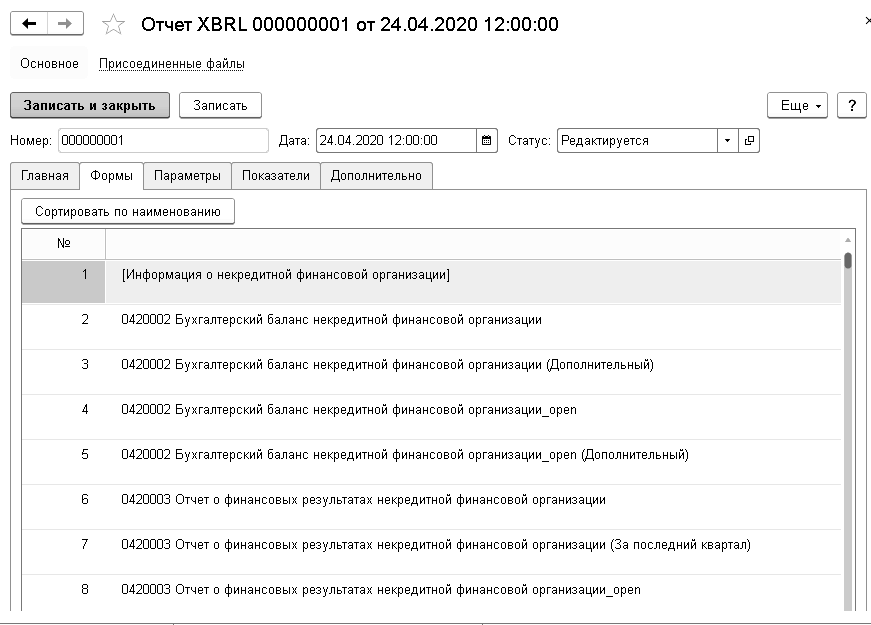 Отчет XBRL 000000001 от 24.04.2020 12:00:00
Основное Присоединенные файлы
Записать и закрыть Записать Еще ?
Номер: 000000001 Дата: 24.04.2020 12:00:00 Статус: Редактируется
Главная Формы Параметры Показатели Дополнительно
Сортировать по наименованию
№
1 [Информация о некредитной финансовой организации]
2 0420002 Бухгалтерский баланс некредитной финансовой организации
3 0420002 Бухгалтерский баланс некредитной финансовой организации (Дополнительный)
4 0420002 Бухгалтерский баланс некредитной финансовой организации_open
5 0420002 Бухгалтерский баланс некредитной финансовой организации_open (Дополнительный)
6 0420003 Отчет о финансовых результатах некредитной финансовой организации
7 0420003 Отчет о финансовых результатах некредитной финансовой организации (За последний квартал)
8 0420003 Отчет о финансовых результатах некредитной финансовой организации_open